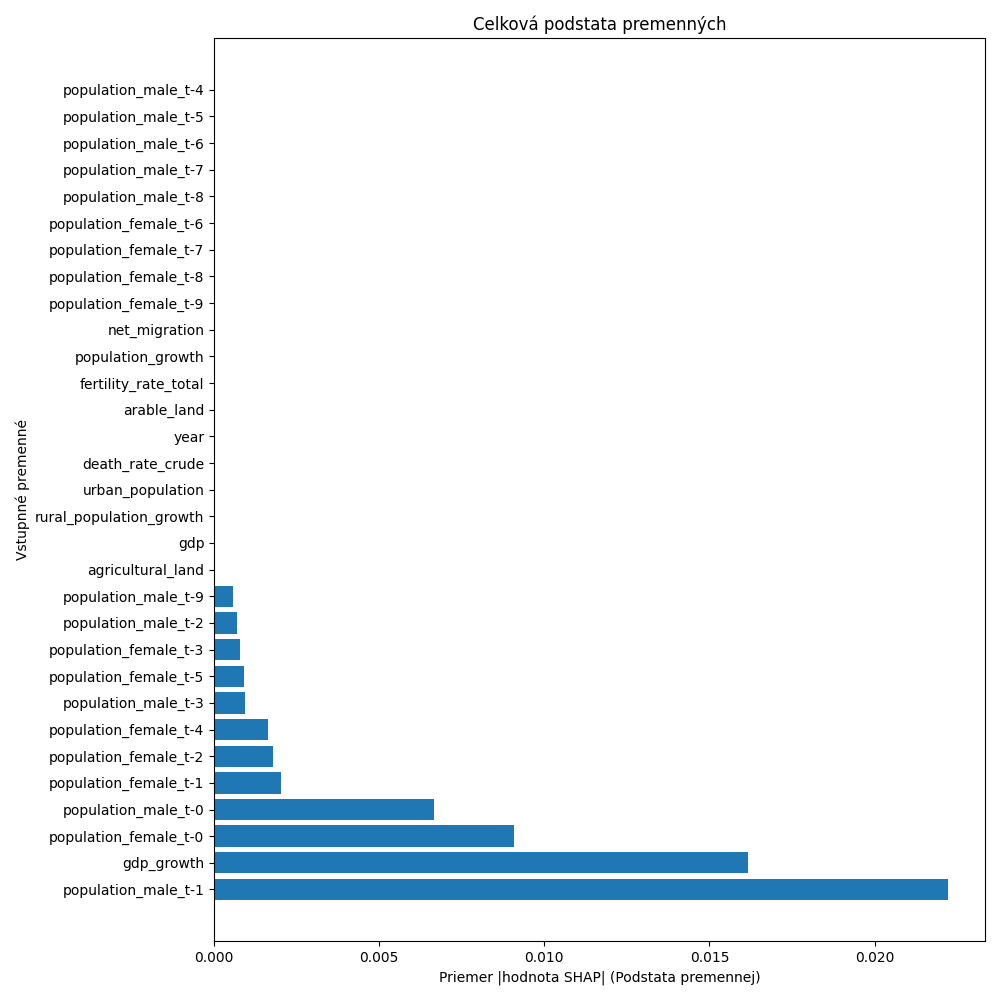 Celková podstata premenných
population_male_t-4
population_male_t-5
population_male_t-6
population_male_t-7
population_male_t-8
population_female_t-6
population_female_t-7
population_female_t-8
population_female_t-9
net_migration
population_growth
fertility_rate_total
arable_land
year
death_rate_crude
urban_population
rural_population_growth
gdp
agricultural_land
population_male_t-9
population_male_t-2
population_female_t-3
population_female_t-5
population_male_t-3
population_female_t-4
population_female_t-2
population_female_t-1
population_male_t-0
population_female_t-0
gdp_growth
population_male_t-1
Vstupnné premenné
0.000 0.005 0.010 0.015 0.020
Priemer |hodnota SHAP| (Podstata premennej)